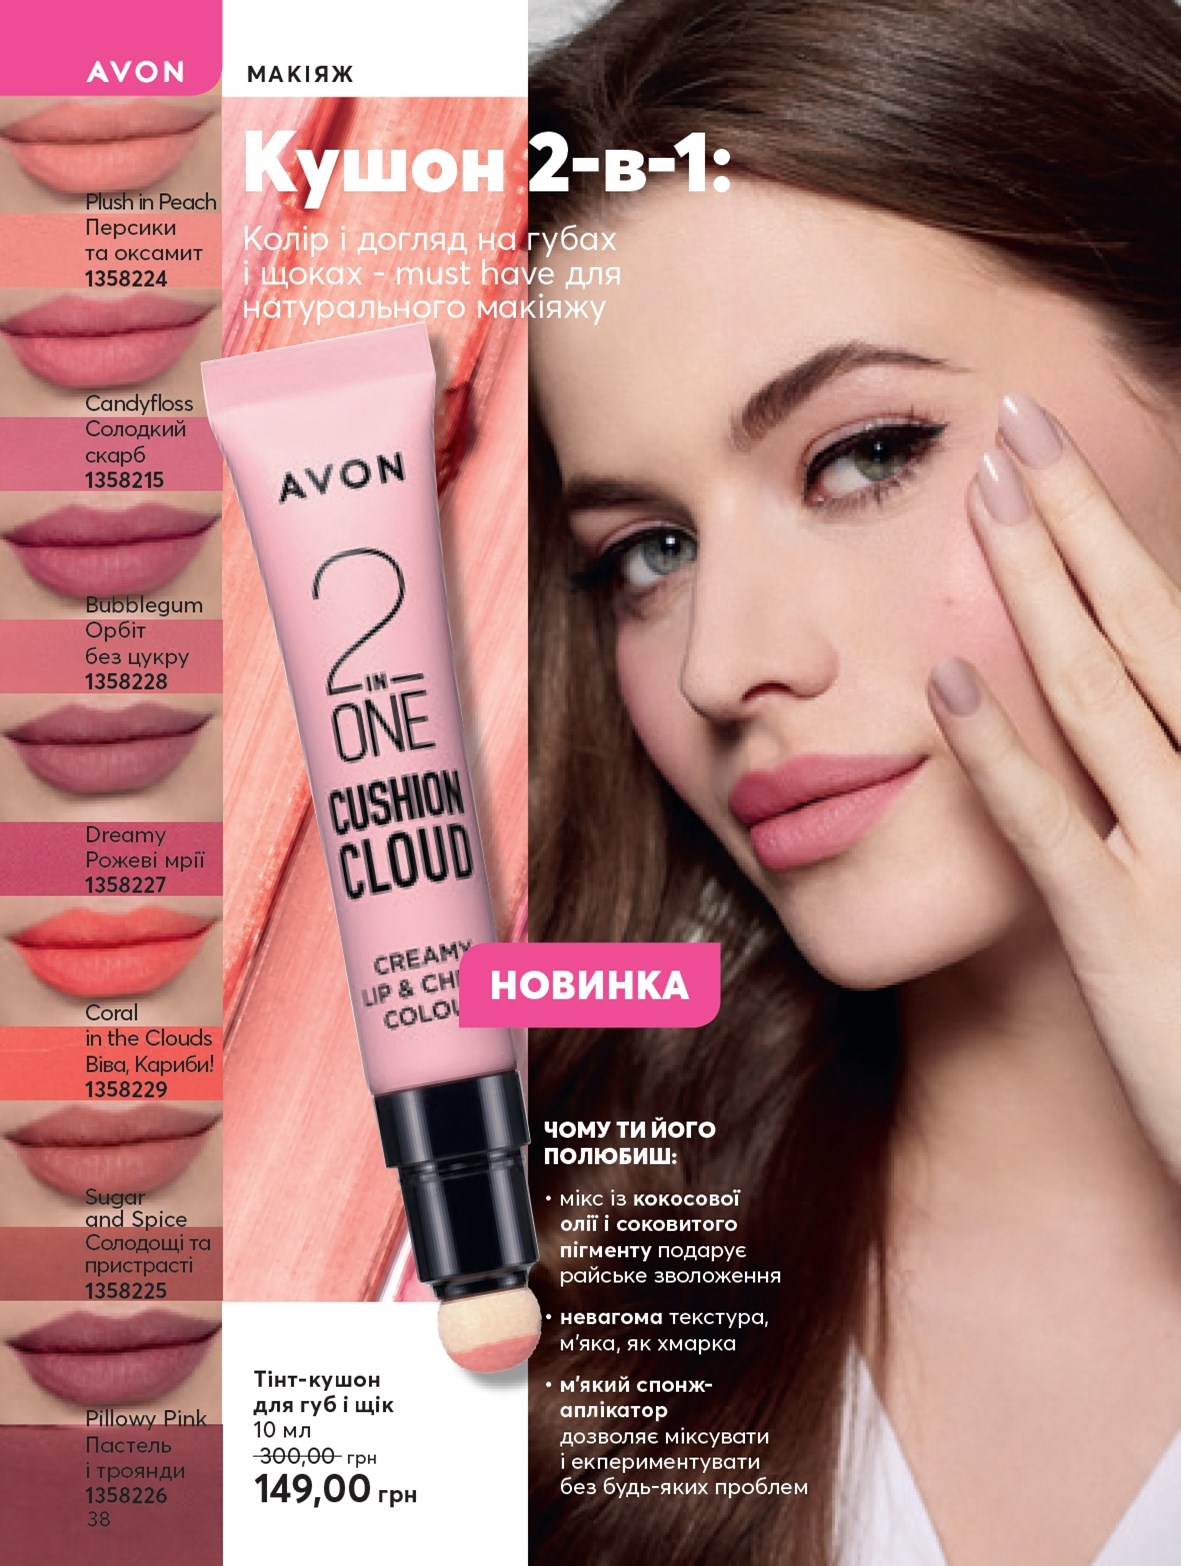 AVON
МАКІЯЖ
Кушон 2-в-1:
Колір і догляд на губах
і щоках - must have для
натурального макіяжу
Plush in Peach
Персики
та оксамит
1358224
Candyfloss
Солодкий
скарб
1358215
Bubblegum
Орбіт
без цукру
1358228
Dreamy
Рожеві мрії
1358227
Coral
in the Clouds
Віва, Кариби!
1358229
Sugar
and Spice
Солодощі та
пристрасті
1358225
Pillowy Pink
Пастель
і троянди
1358226
38
AVON
2
IN
ONE
CUSHION
CLOUD
CREAMY
LIP & CH
COLOU
НОВИНКА
ЧОМУ ТИ ЙОГО
ПОЛЮБИШ:
• мікс із кокосової
олії і соковитого
пігменту подарує
райське зволоження
• невагома текстура,
м'яка, як хмарка
• м'який спонж-
аплікатор
дозволяє міксувати
і екпериментувати
без будь-яких проблем
Тінт-кушон
для губ і щік
10 мл
300,00 грн
149,00 грн